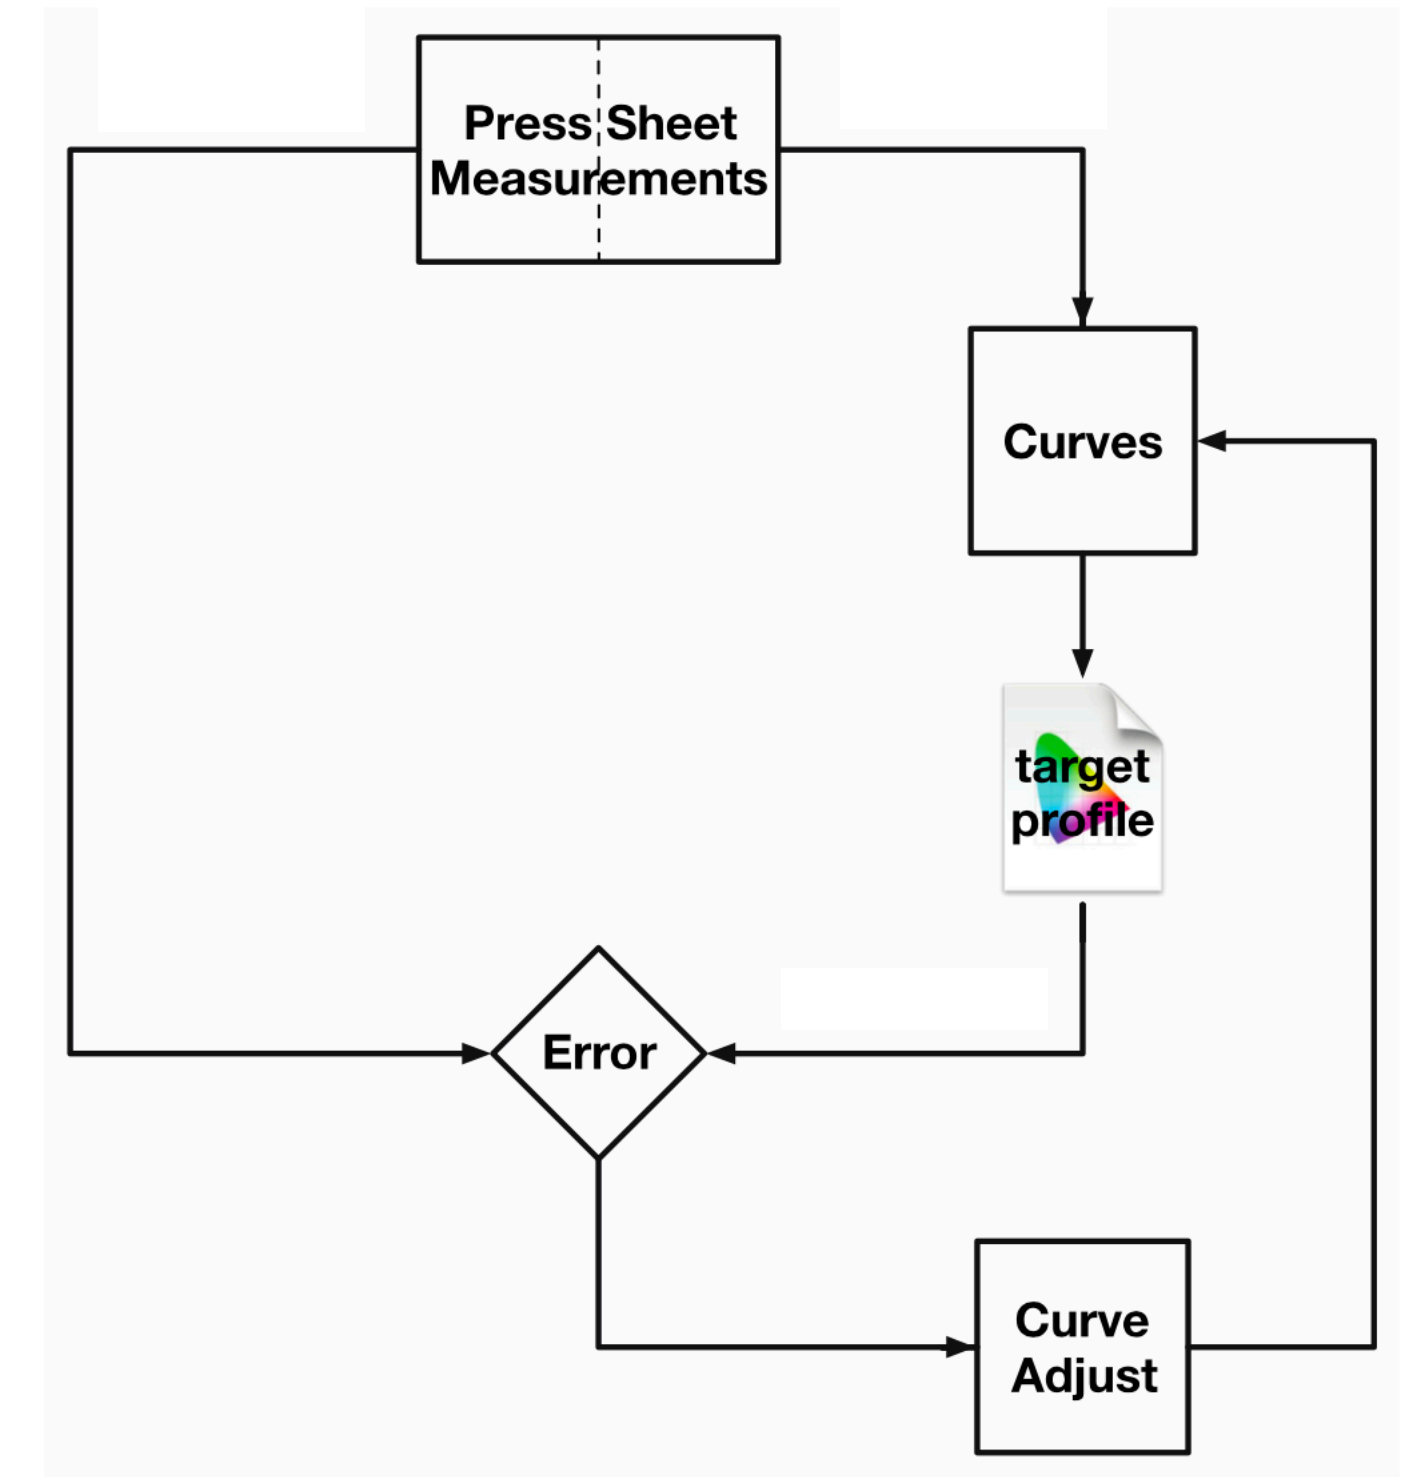 Press Sheet
Measurements
Curves
target
profile
Error
Curve
Adjust